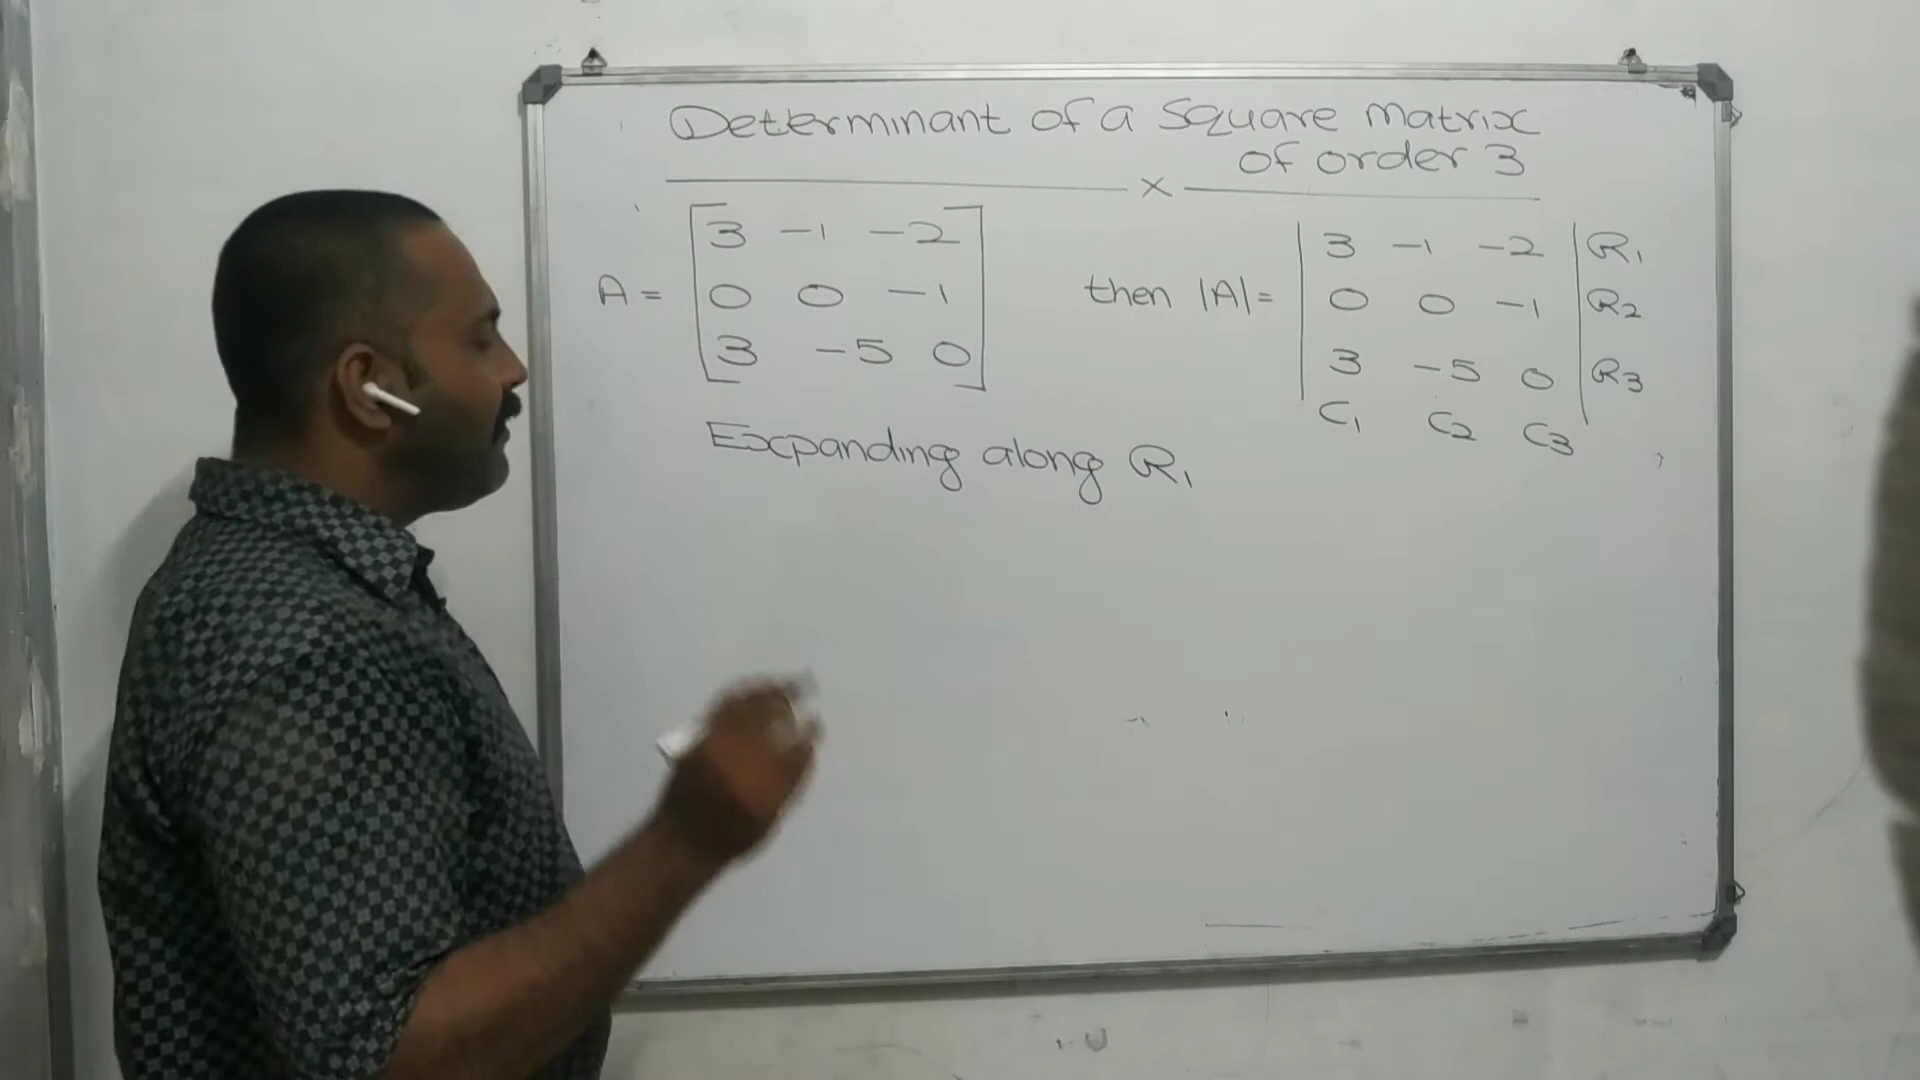 Determinant of a Square Matrix
of order 3
x
A = [3 -1 -2
0 0 -1
3 -5 0]
then |A| = |3 -1 -2| R1
0 0 -1 R2
3 -5 0 R3
C1 C2 C3
Expanding along R1